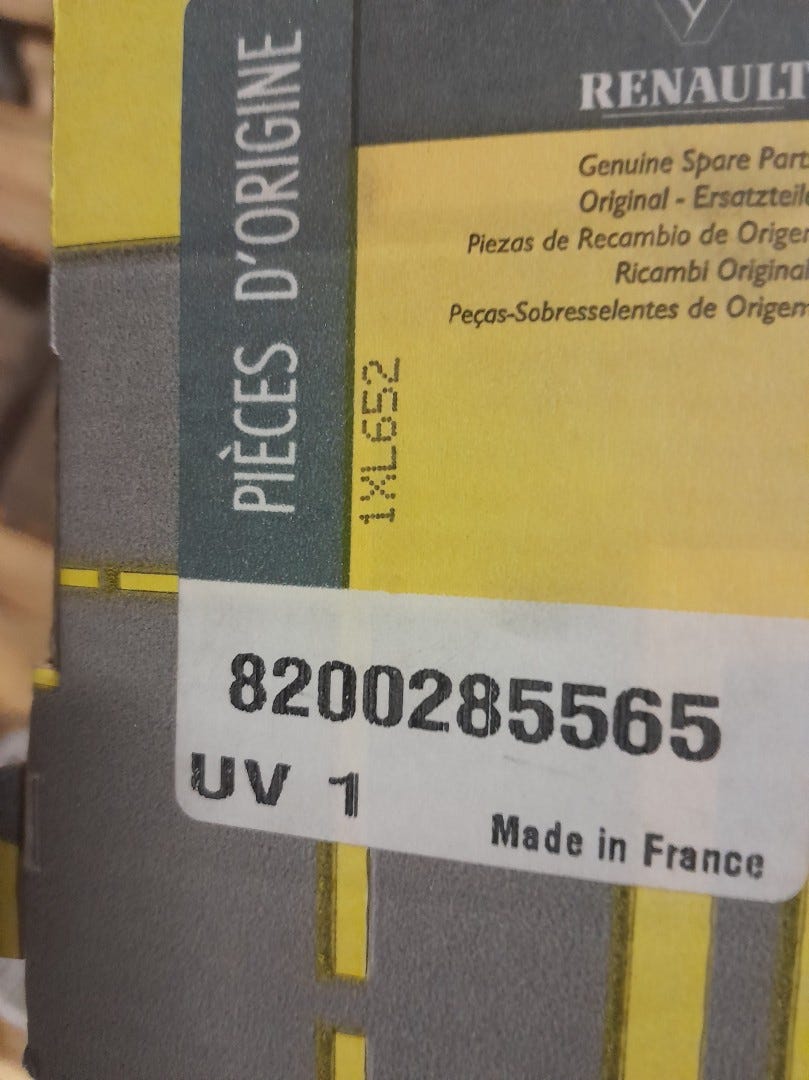 RENAULT
Genuine Spare Part
Original - Ersatzteile
Piezas de Recambio de Origen
Ricambi Original
Peças-Sobresselentes de Origem
PIÈCES D'ORIGINE
1XL652
8200285565
UV 1
Made in France